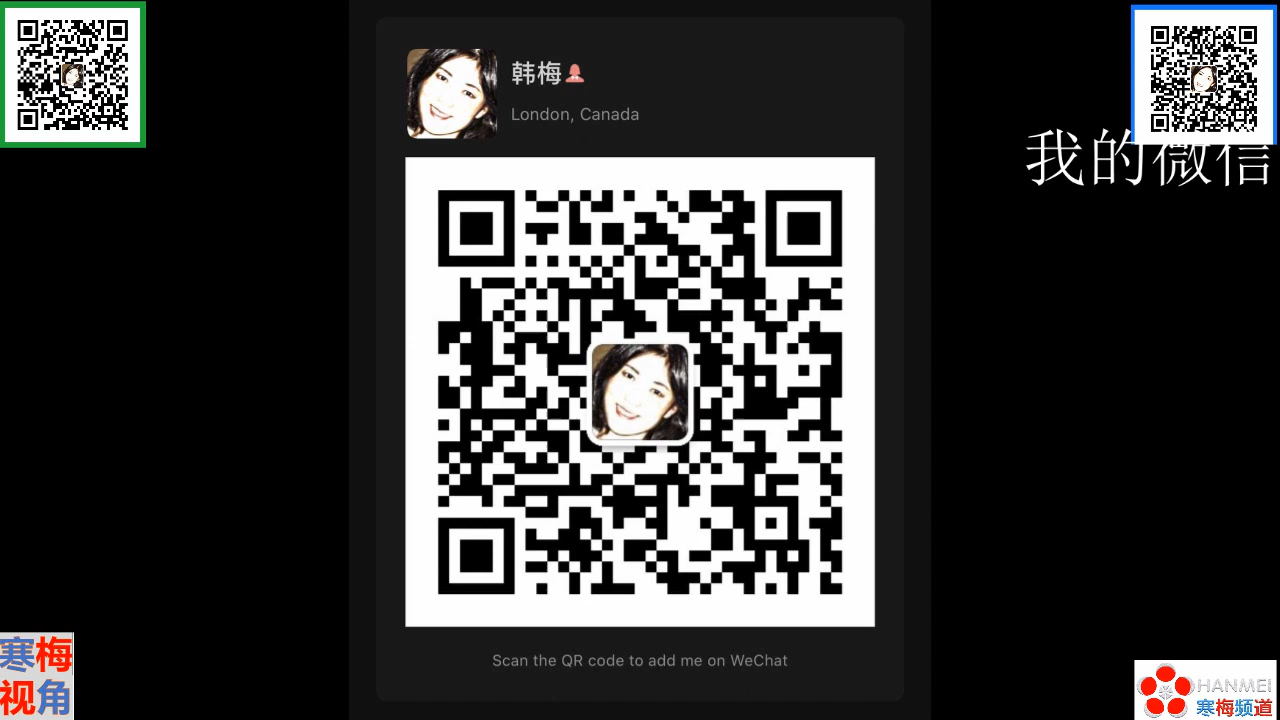 韩梅
London, Canada
我的微信
Scan the QR code to add me on WeChat
寒梅
视角
HANMEI
寒梅频道